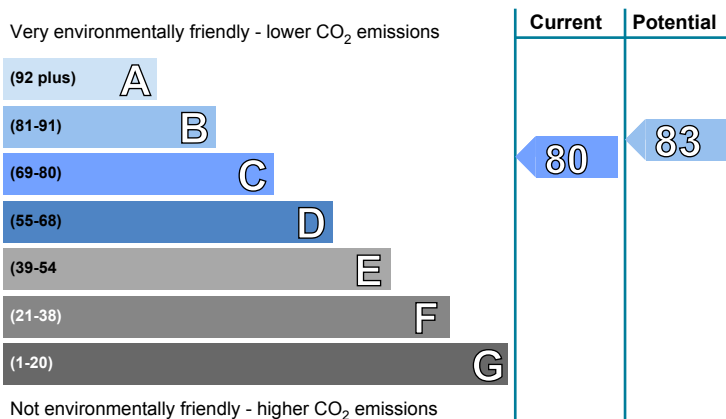 Very environmentally friendly - lower CO2 emissions
Current
Potential
(92 plus) A
(81-91) B
(69-80) C
(55-68) D
(39-54 E
(21-38) F
(1-20) G
80
83
Not environmentally friendly - higher CO2 emissions